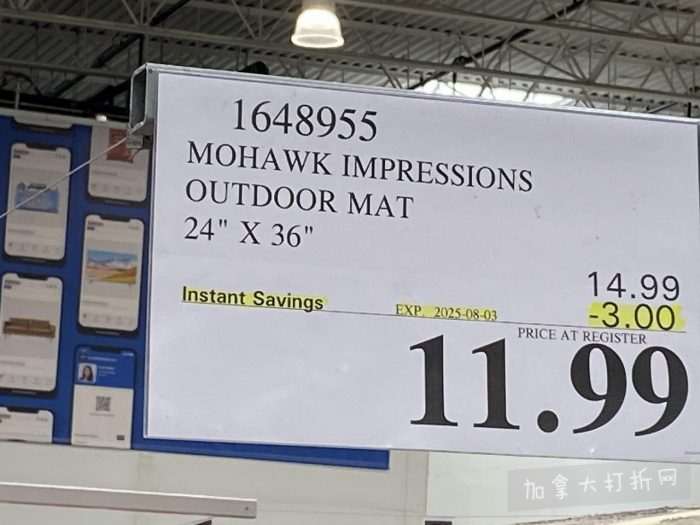 1648955
MOHAWK IMPRESSIONS
OUTDOOR MAT
24" X 36"
14.99
Instant Savings EXP. 2025-08-03 -3.00
PRICE AT REGISTER
11.99
加拿大打折网